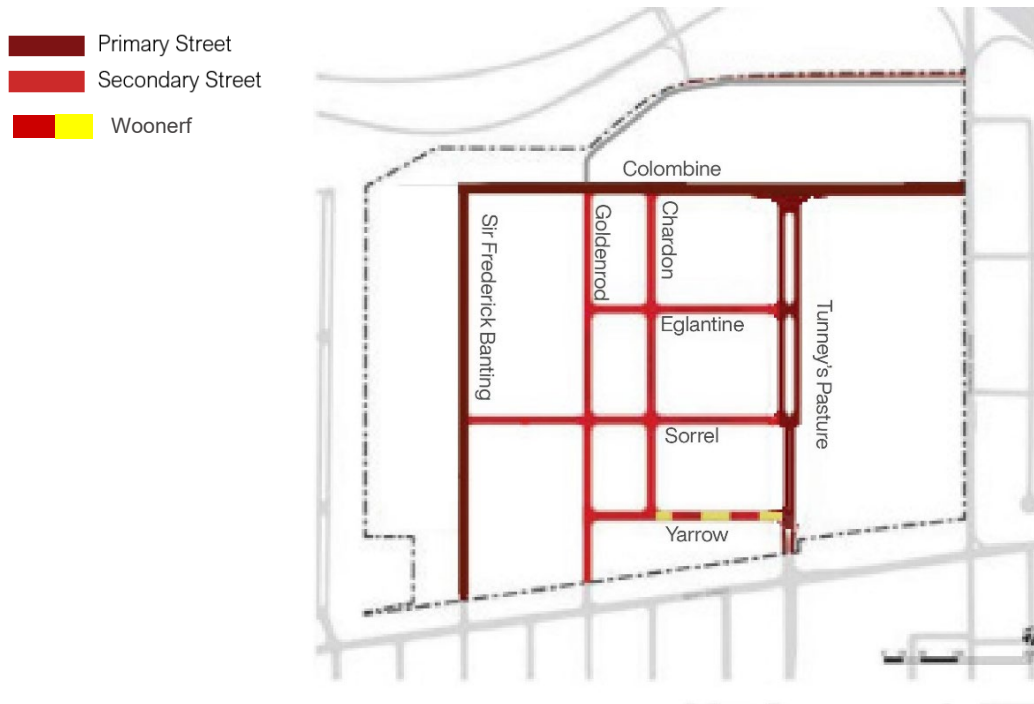 Primary Street
Secondary Street
Woonerf
Colombine
Sir Frederick Banting
Goldenrod
Chardon
Eglantine
Tunney's Pasture
Sorrel
Yarrow